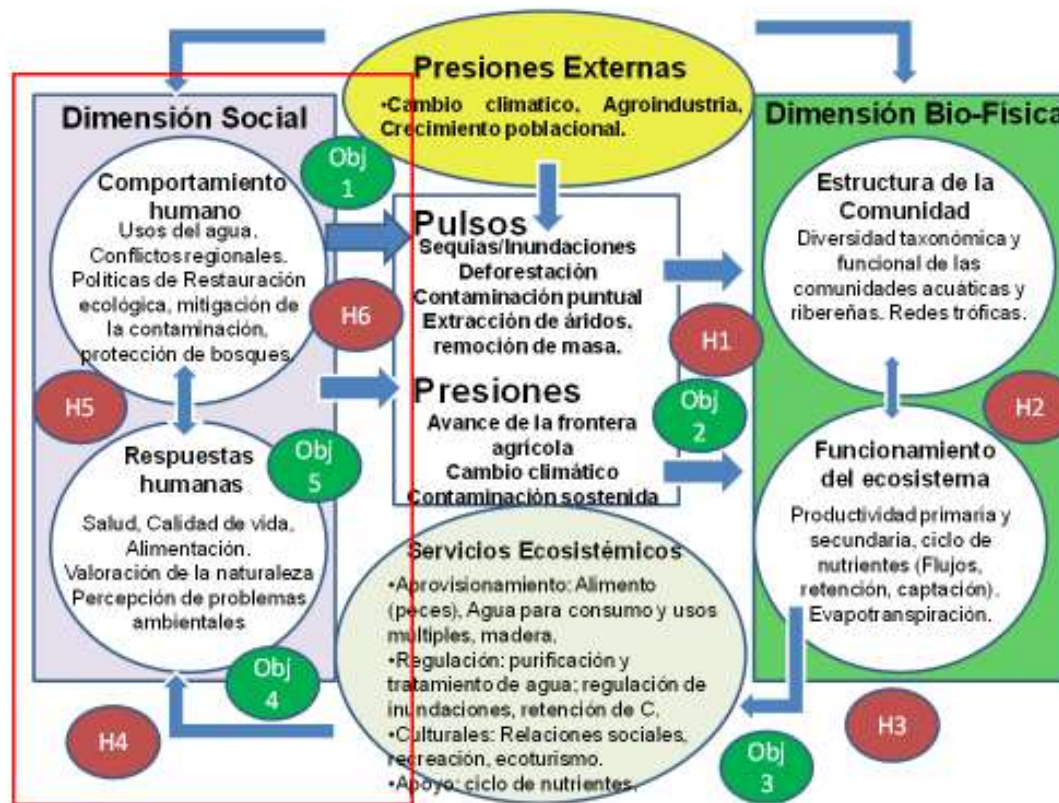 Presiones Externas
•Cambio climatico, Agroindustria,
Crecimiento poblacional.
Dimensión Social
Comportamiento
humano
Usos del agua.
Conflictos regionales.
Políticas de Restauración
ecológica, mitigación de
la contaminación,
protección de bosques.
Respuestas
humanas
Salud, Calidad de vida,
Alimentación.
Valoración de la naturaleza
Percepción de problemas
ambientales
Obj
1
H6
H5
Obj
5
Obj
4
H4
Pulsos
Sequias/Inundaciones
Deforestación
Contaminación puntual
Extracción de áridos,
remoción de masa.
Presiones
Avance de la frontera
agrícola
Cambio climático
Contaminación sostenida
Servicios Ecosistémicos
•Aprovisionamiento: Alimento
(peces), Agua para consumo y usos
múltiples, madera,
•Regulación: purificación y
tratamiento de agua; regulación de
inundaciones, retención de C,
•Culturales: Relaciones sociales,
recreación, ecoturismo.
•Apoyo: ciclo de nutrientes,
H1
Obj
2
Dimensión Bio-Física
Estructura de la
Comunidad
Diversidad taxonómica y
funcional de las
comunidades acuáticas y
ribereñas. Redes tróficas.
H2
Funcionamiento
del ecosistema
Productividad primaria y
secundaria, ciclo de
nutrientes (Flujos,
retención, captación).
Evapotranspiración.
H3
Obj
3